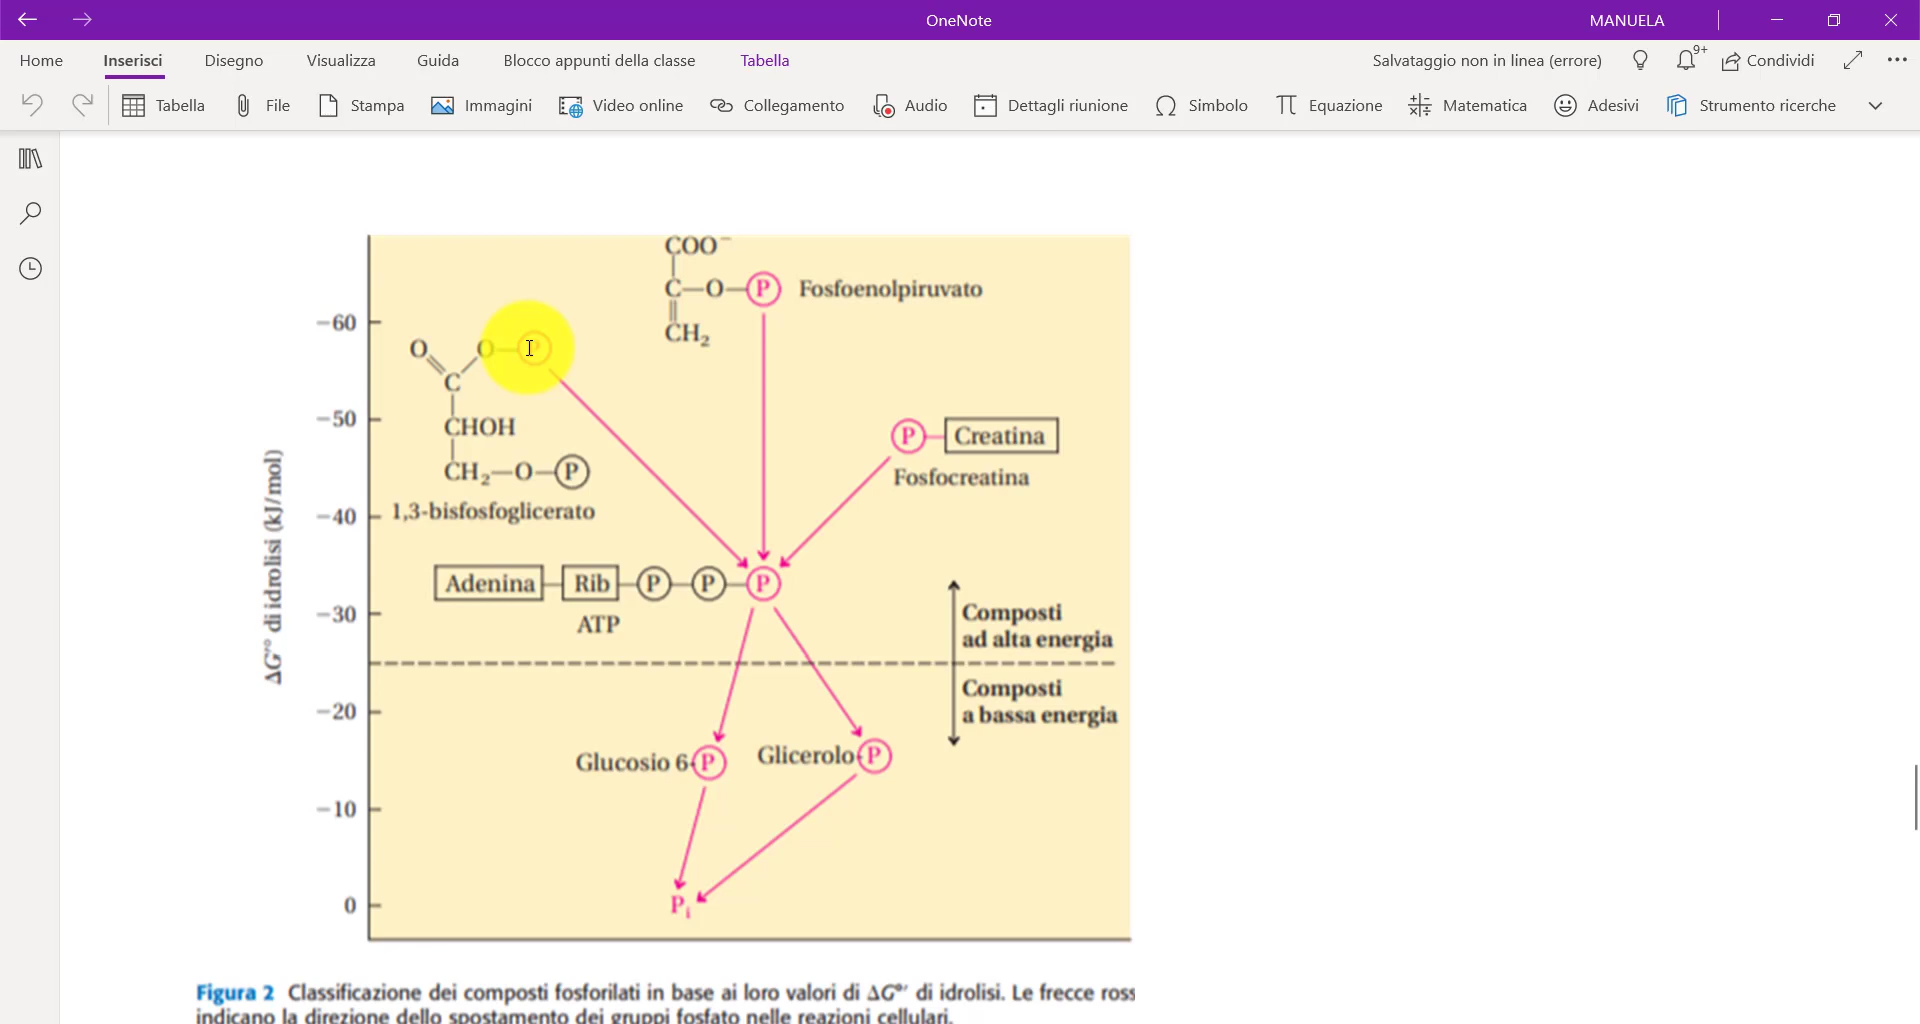 OneNote
MANUELA
Home Inserisci Disegno Visualizza Guida Blocco appunti della classe Tabella
Salvataggio non in linea (errore) 9+ Condividi
Tabella File Stampa Immagini Video online Collegamento Audio Dettagli riunione Simbolo Equazione Matematica Adesivi Strumento ricerche
COO⁻
C—O—P Fosfoenolpiruvato
CH₂
−60
O O—P
C
−50
CHOH
P—Creatina
CH₂—O—P
Fosfocreatina
1,3-bisfosfoglicerato
−40
ΔG′° di idrolisi (kJ/mol)
Adenina Rib P P P
ATP
−30
Composti
ad alta energia
Composti
a bassa energia
−20
Glucosio 6-P
Glicerolo-P
−10
0
Pi
Figura 2 Classificazione dei composti fosforilati in base ai loro valori di ΔG°′ di idrolisi. Le frecce ross
indicano la direzione dello spostamento dei gruppi fosfato nelle reazioni cellulari.